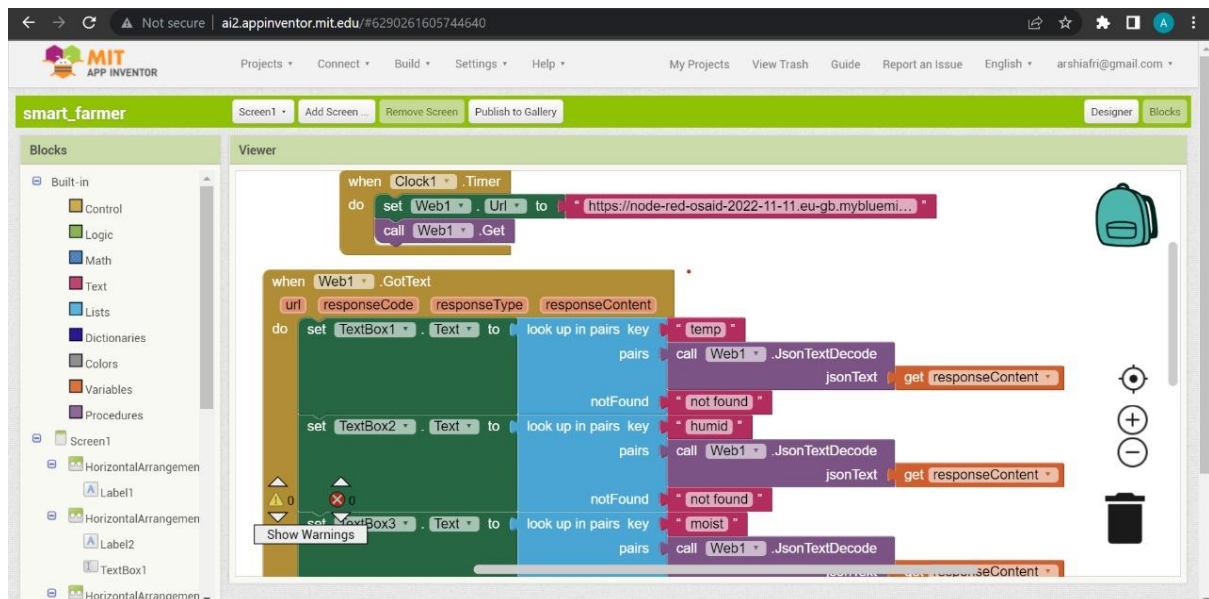 Not secure | ai2.appinventor.mit.edu/#6290261605744640 A
MIT
APP INVENTOR
Projects Connect Build Settings Help My Projects View Trash Guide Report an Issue English arshiafri@gmail.com
smart_farmer Screen1 Add Screen ... Remove Screen Publish to Gallery Designer Blocks
Blocks Viewer
Built-in
Control
Logic
Math
Text
Lists
Dictionaries
Colors
Variables
Procedures
Screen1
HorizontalArrangemen
A Label1
HorizontalArrangemen
A Label2
TextBox1
HorizontalArrangemen
when Clock1 .Timer
do set Web1 . Url to " https://node-red-osaid-2022-11-11.eu-gb.mybluemi... "
call Web1 .Get
when Web1 .GotText
url responseCode responseType responseContent
do set TextBox1 . Text to look up in pairs key " temp "
pairs call Web1 .JsonTextDecode
jsonText get responseContent
notFound " not found "
set TextBox2 . Text to look up in pairs key " humid "
pairs call Web1 .JsonTextDecode
jsonText get responseContent
0 0 notFound " not found "
set TextBox3 . Text to look up in pairs key " moist "
Show Warnings
pairs call Web1 .JsonTextDecode
jsonText get responseContent